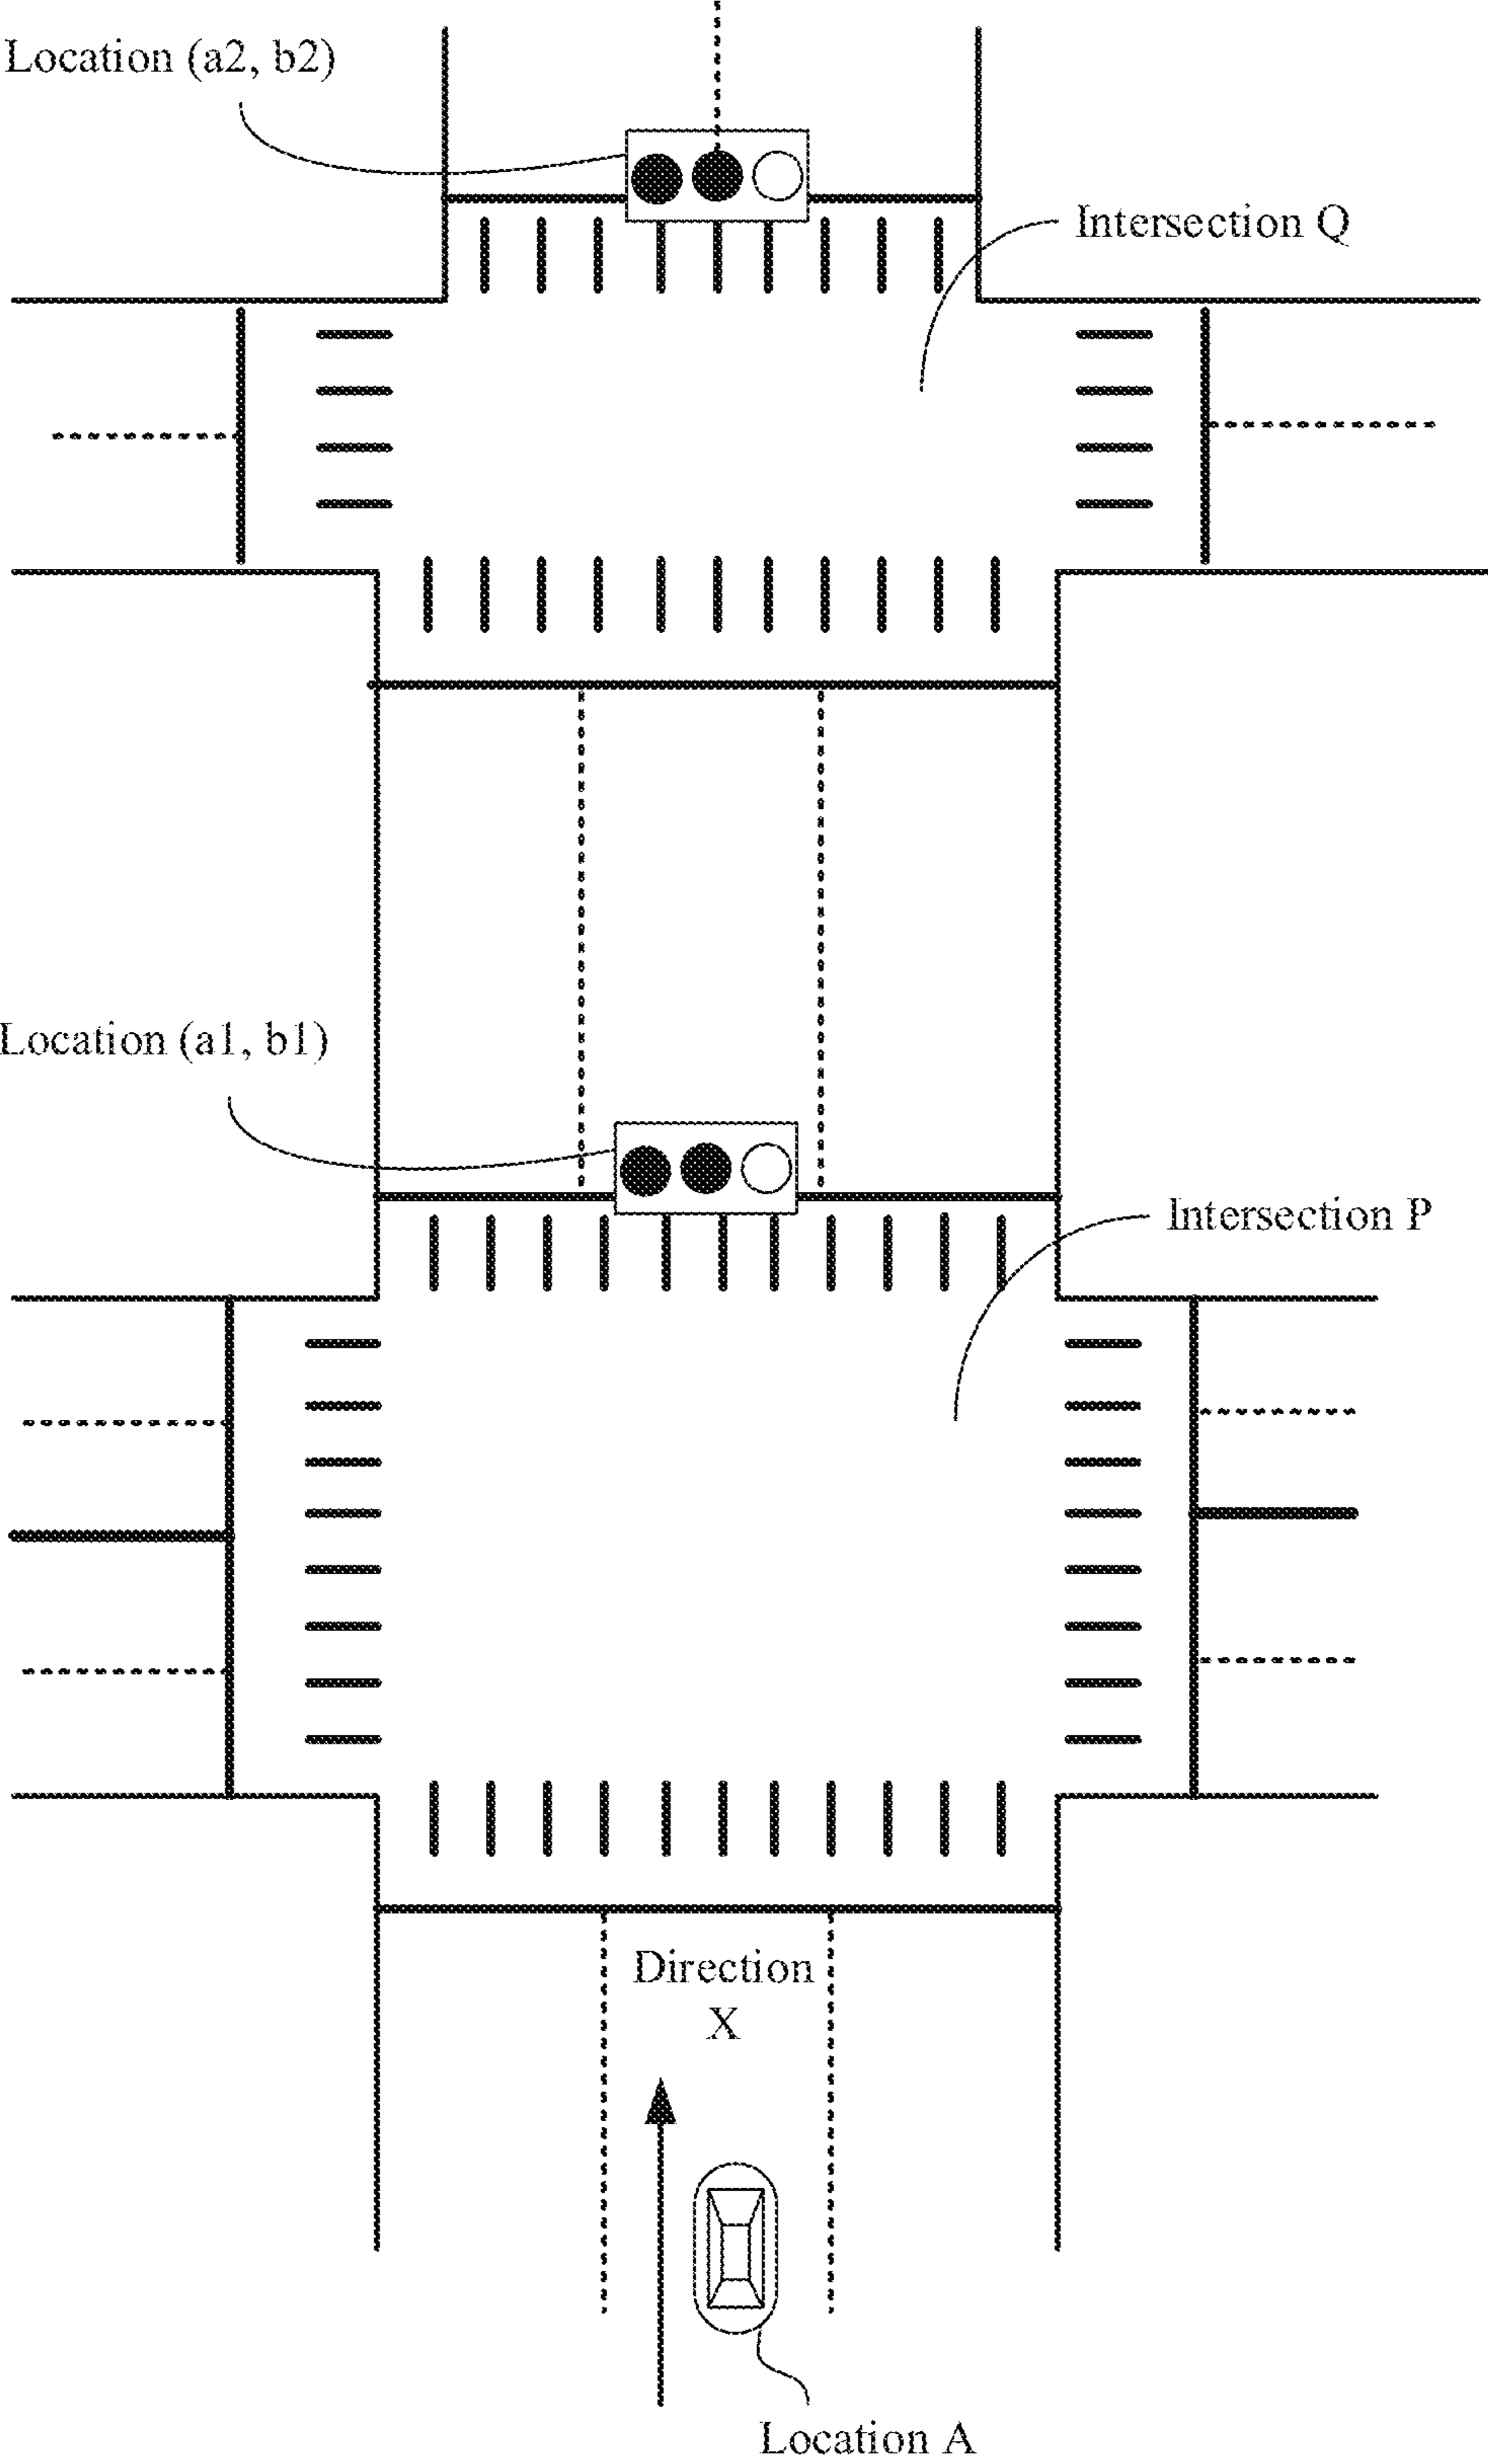 Location (a2, b2)
Intersection Q
Location (a1, b1)
Intersection P
Direction
X
Location A